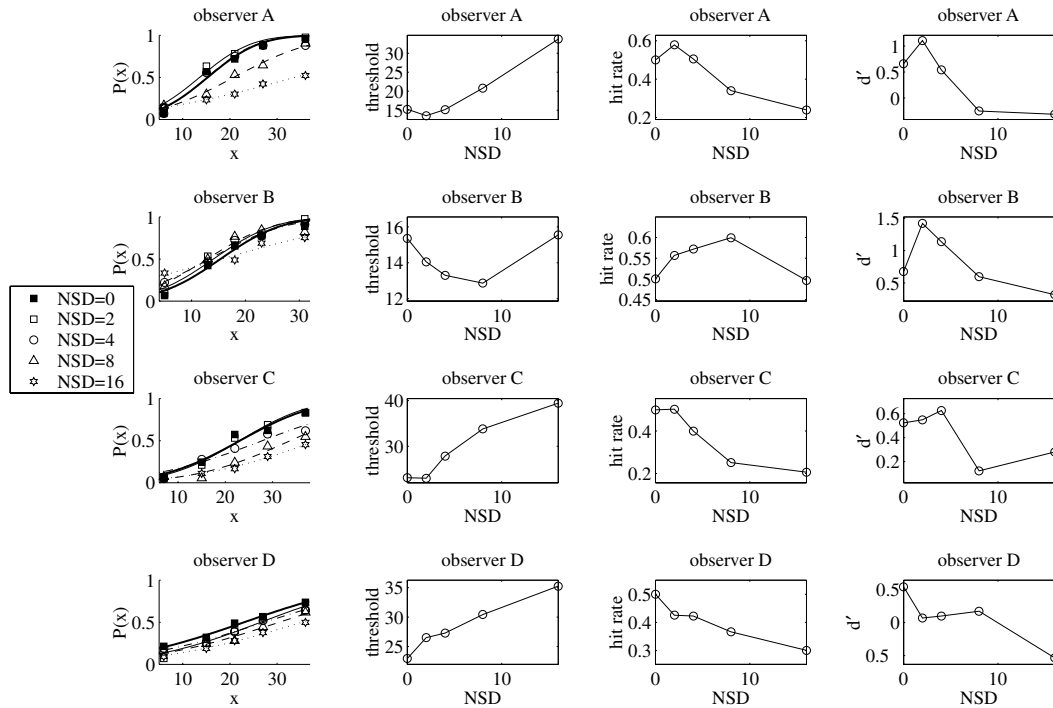 observer A
observer A
observer A
observer A
P(x)
1
0.5
0
10 20 30
x
threshold
30
25
20
15
0 10
NSD
hit rate
0.6
0.4
0.2
0 10
NSD
d′
1
0.5
0
0 10
NSD
observer B
observer B
observer B
observer B
P(x)
1
0.5
0
10 20 30
x
threshold
16
14
12
0 10
NSD
hit rate
0.6
0.55
0.5
0.45
0 10
NSD
d′
1.5
1
0.5
0 10
NSD
NSD=0
NSD=2
NSD=4
NSD=8
NSD=16
observer C
observer C
observer C
observer C
P(x)
1
0.5
0
10 20 30
x
threshold
40
30
0 10
NSD
hit rate
0.4
0.2
0 10
NSD
d′
0.6
0.4
0.2
0 10
NSD
observer D
observer D
observer D
observer D
P(x)
1
0.5
0
10 20 30
x
threshold
35
30
25
0 10
NSD
hit rate
0.5
0.4
0.3
0 10
NSD
d′
0.5
0
0.5
0 10
NSD